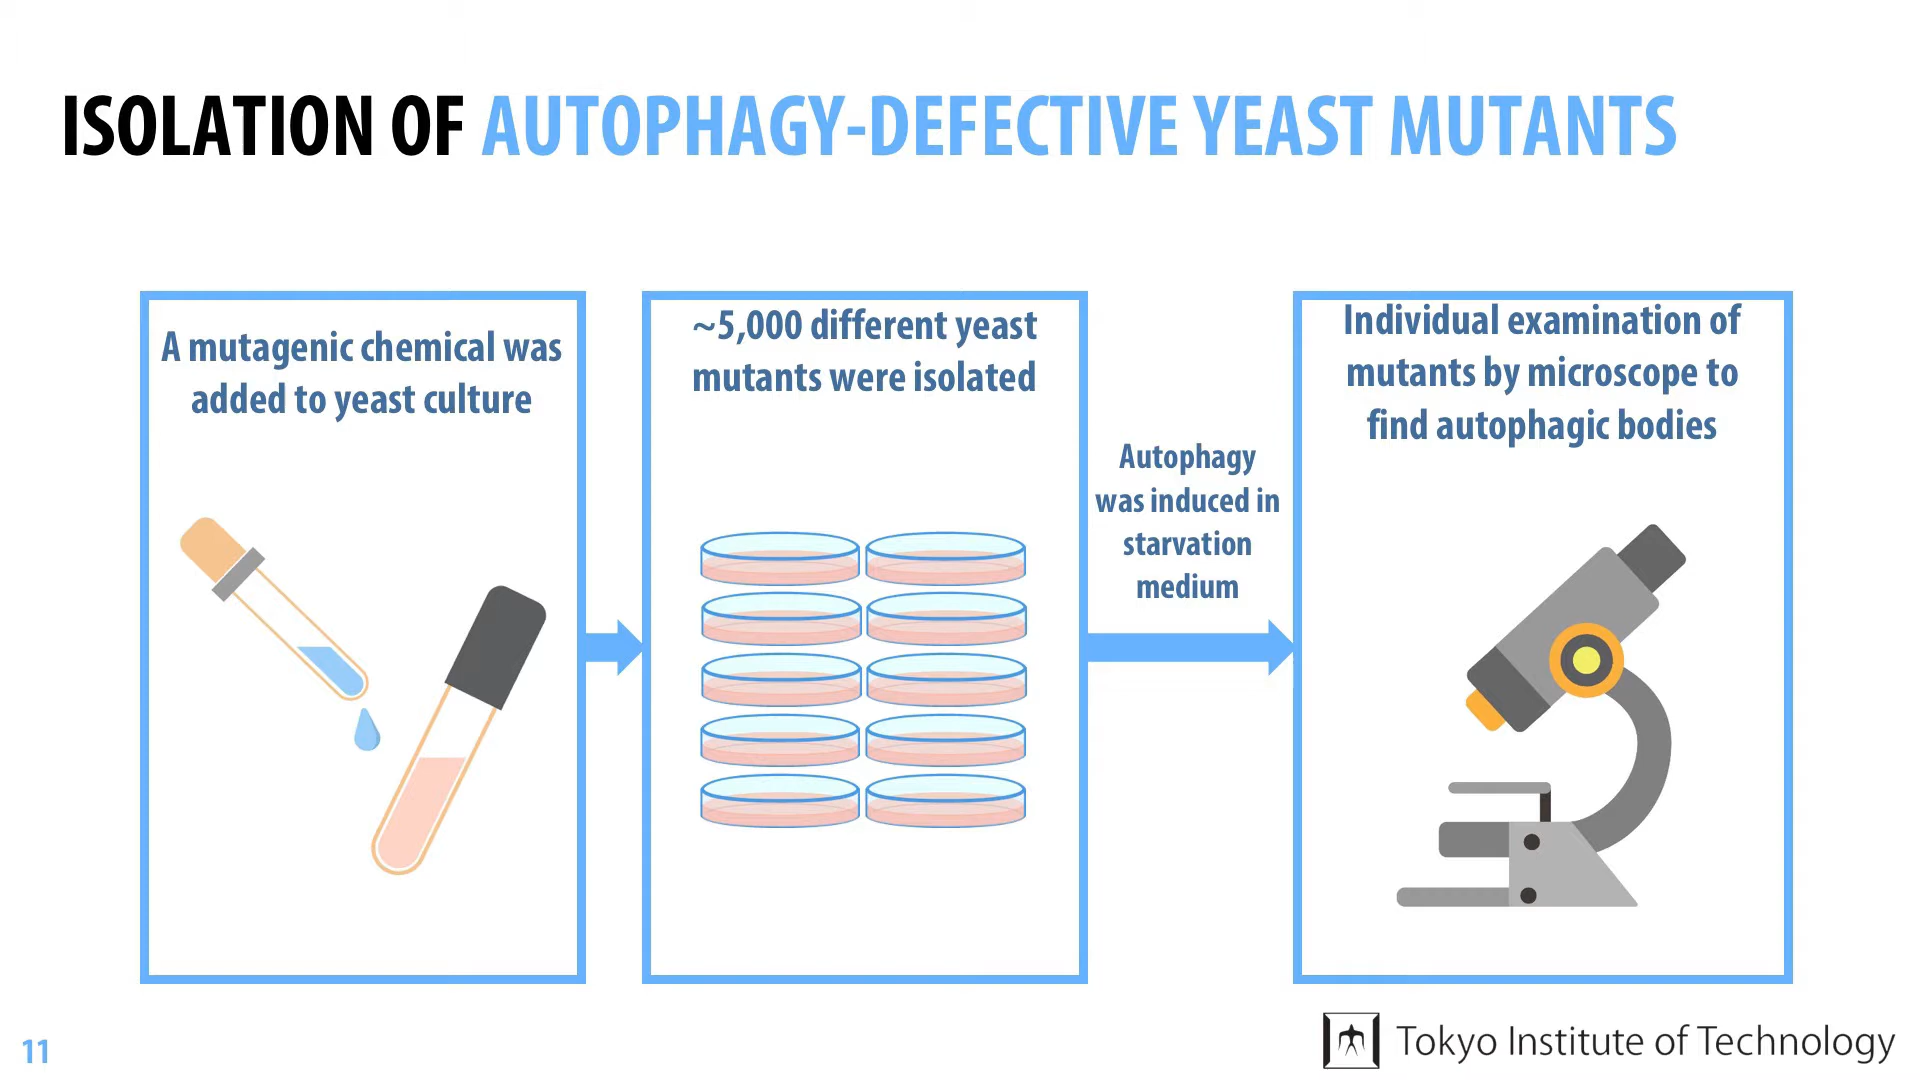 ISOLATION OF AUTOPHAGY-DEFECTIVE YEAST MUTANTS
A mutagenic chemical was
added to yeast culture
~5,000 different yeast
mutants were isolated
Autophagy
was induced in
starvation
medium
Individual examination of
mutants by microscope to
find autophagic bodies
11
Tokyo Institute of Technology